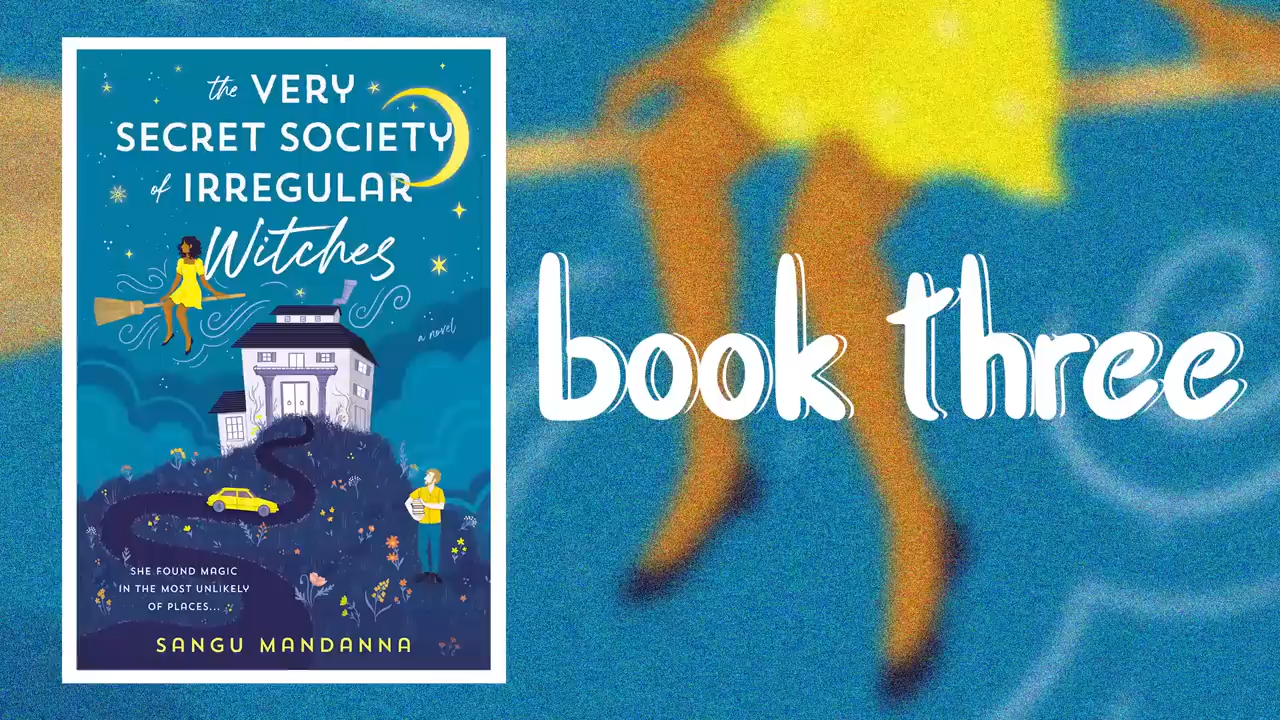 the VERY
SECRET SOCIETY
of IRREGULAR
Witches
a novel
SHE FOUND MAGIC
IN THE MOST UNLIKELY
OF PLACES...
SANGU MANDANNA
book three